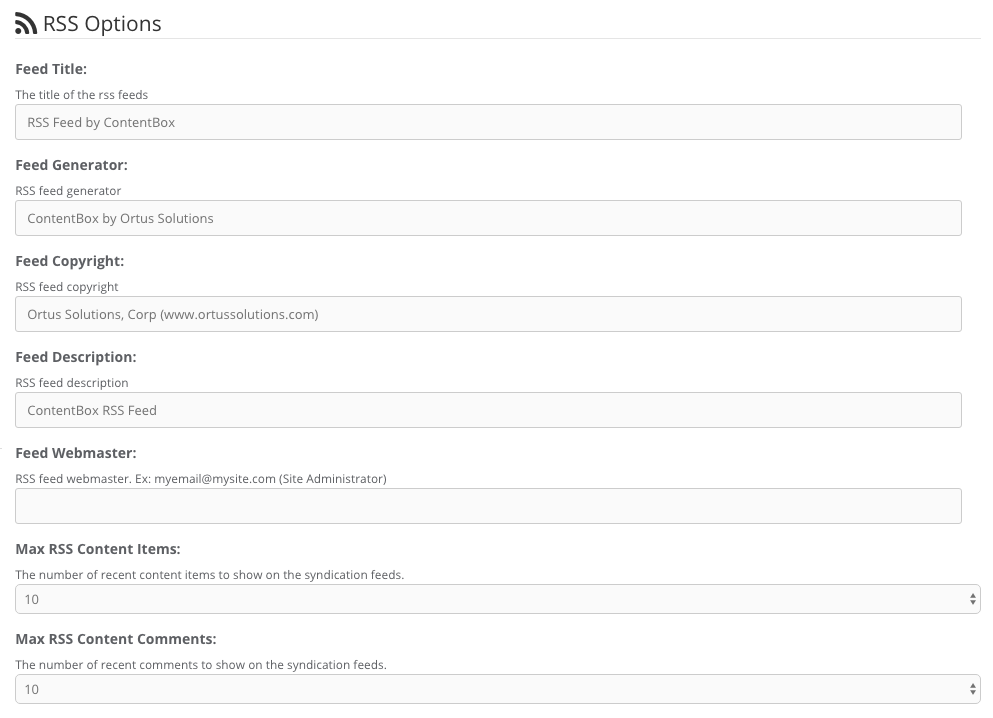 RSS Options
Feed Title:
The title of the rss feeds
RSS Feed by ContentBox
Feed Generator:
RSS feed generator
ContentBox by Ortus Solutions
Feed Copyright:
RSS feed copyright
Ortus Solutions, Corp (www.ortussolutions.com)
Feed Description:
RSS feed description
ContentBox RSS Feed
Feed Webmaster:
RSS feed webmaster. Ex: myemail@mysite.com (Site Administrator)
Max RSS Content Items:
The number of recent content items to show on the syndication feeds.
10
Max RSS Content Comments:
The number of recent comments to show on the syndication feeds.
10